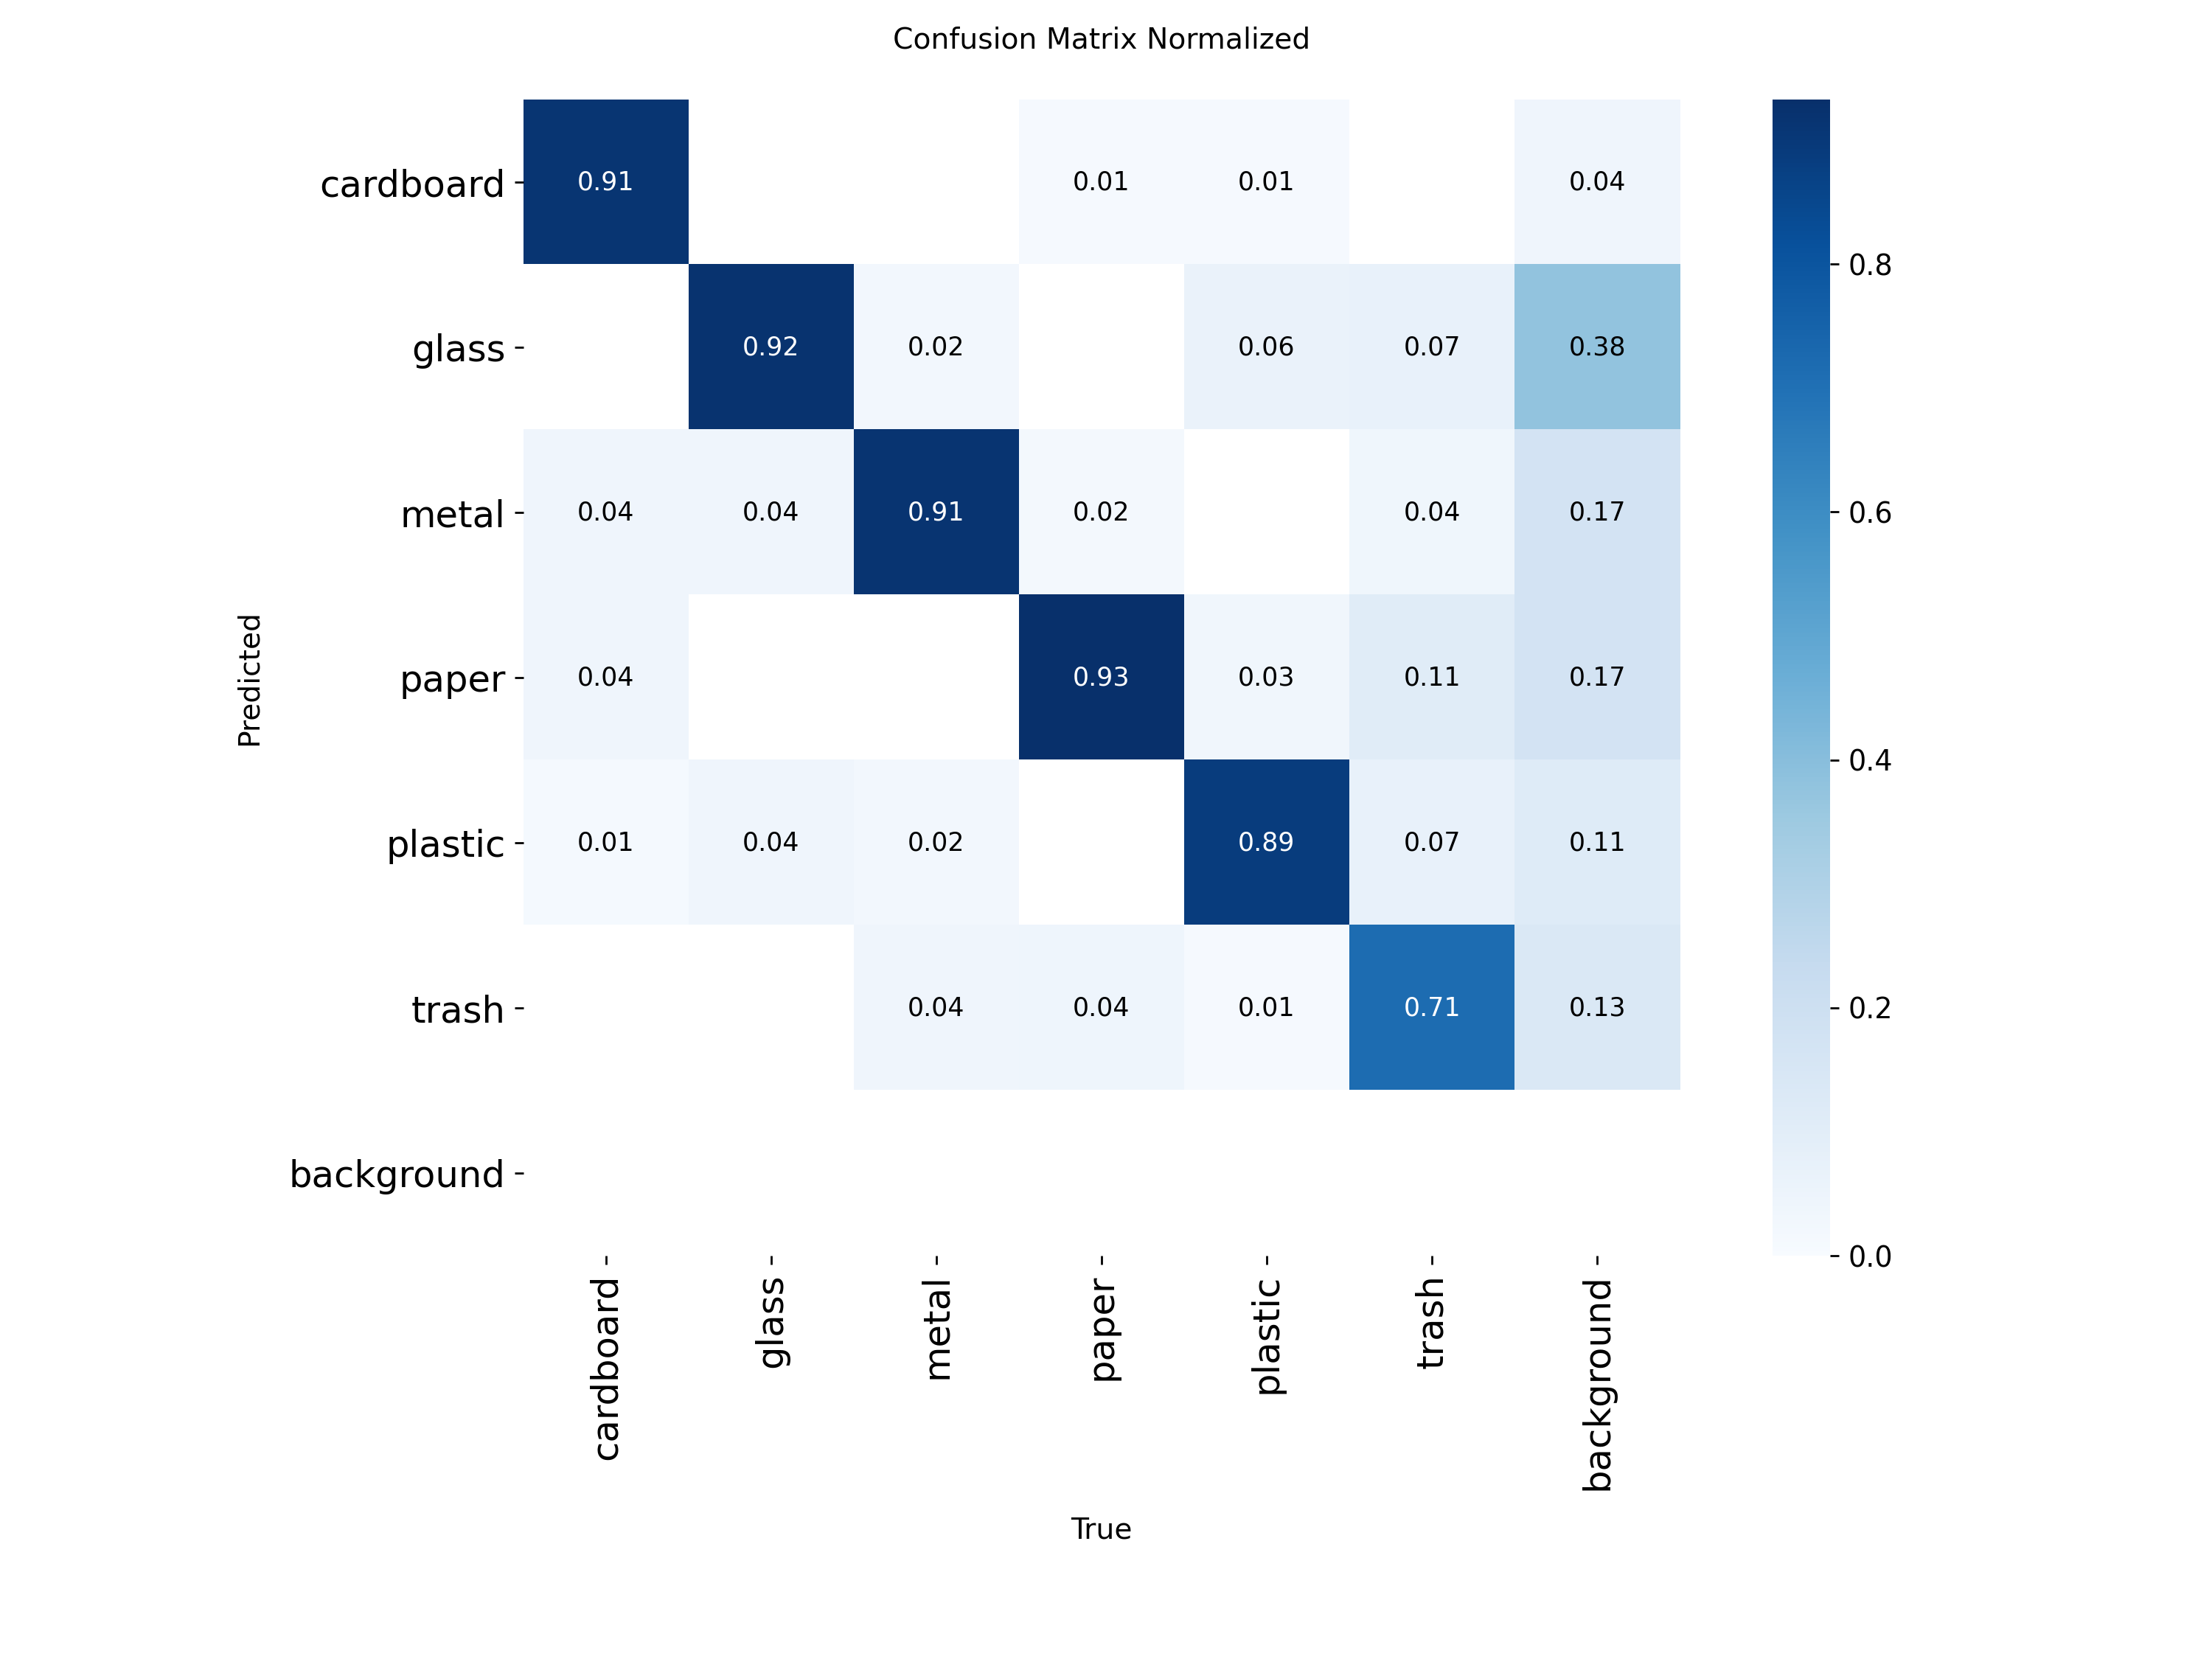 Confusion Matrix Normalized
cardboard 0.91 0.01 0.01 0.04
glass 0.92 0.02 0.06 0.07 0.38
metal 0.04 0.04 0.91 0.02 0.04 0.17
paper 0.04 0.93 0.03 0.11 0.17
plastic 0.01 0.04 0.02 0.89 0.07 0.11
trash 0.04 0.04 0.01 0.71 0.13
background
Predicted
cardboard glass metal paper plastic trash background
True
0.8
0.6
0.4
0.2
0.0